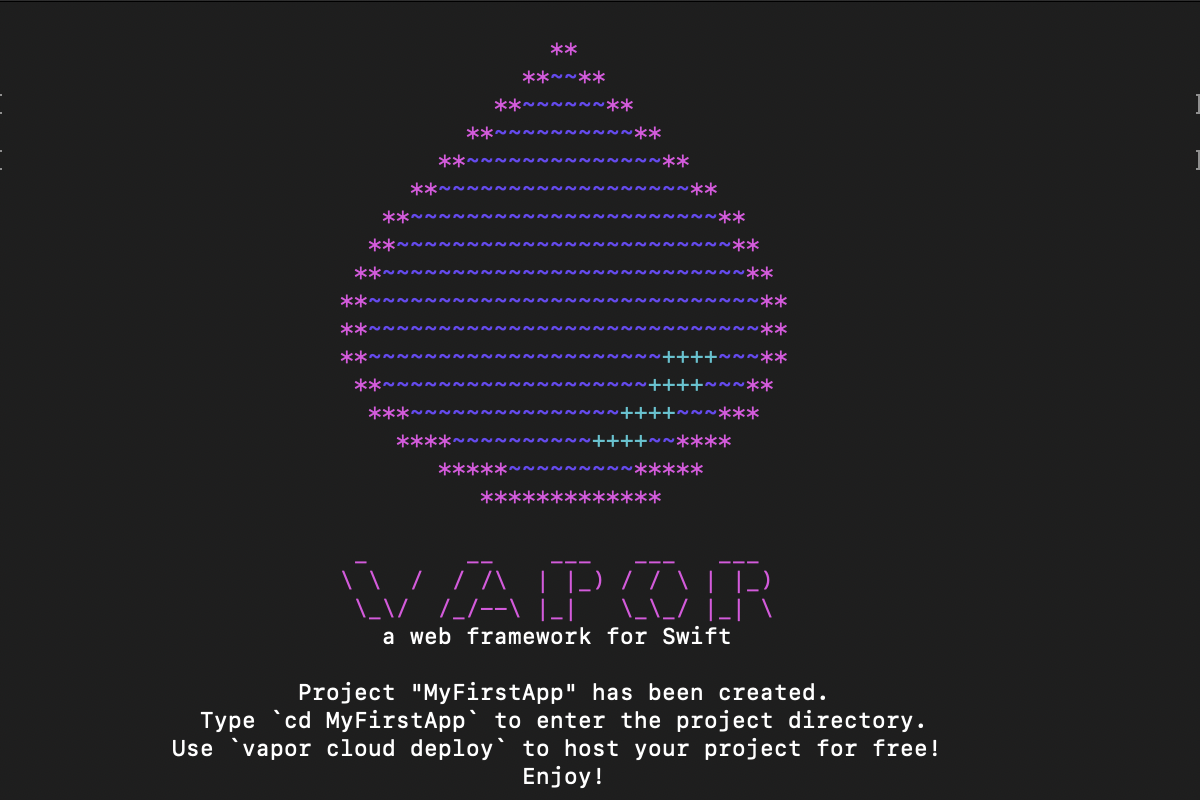 **
**~~**
**~~~~~~**
**~~~~~~~~~~**
**~~~~~~~~~~~~~~**
**~~~~~~~~~~~~~~~~~~**
**~~~~~~~~~~~~~~~~~~~~~~**
**~~~~~~~~~~~~~~~~~~~~~~~~**
**~~~~~~~~~~~~~~~~~~~~~~~~~~**
**~~~~~~~~~~~~~~~~~~~~~~~~~~~~**
**~~~~~~~~~~~~~~~~~~~~~~~~~~~~**
**~~~~~~~~~~~~~~~~~~~~~++++~~~**
**~~~~~~~~~~~~~~~~~~~++++~~~**
***~~~~~~~~~~~~~~~++++~~~***
****~~~~~~~~~~++++~~****
*****~~~~~~~~~*****
*************
 _       __    ___   ___   ___
\ \  /  / /\  | |_) / / \ | |_)
 \_\/  /_/--\ |_|   \_\_/ |_| \
a web framework for Swift
Project "MyFirstApp" has been created.
Type `cd MyFirstApp` to enter the project directory.
Use `vapor cloud deploy` to host your project for free!
Enjoy!